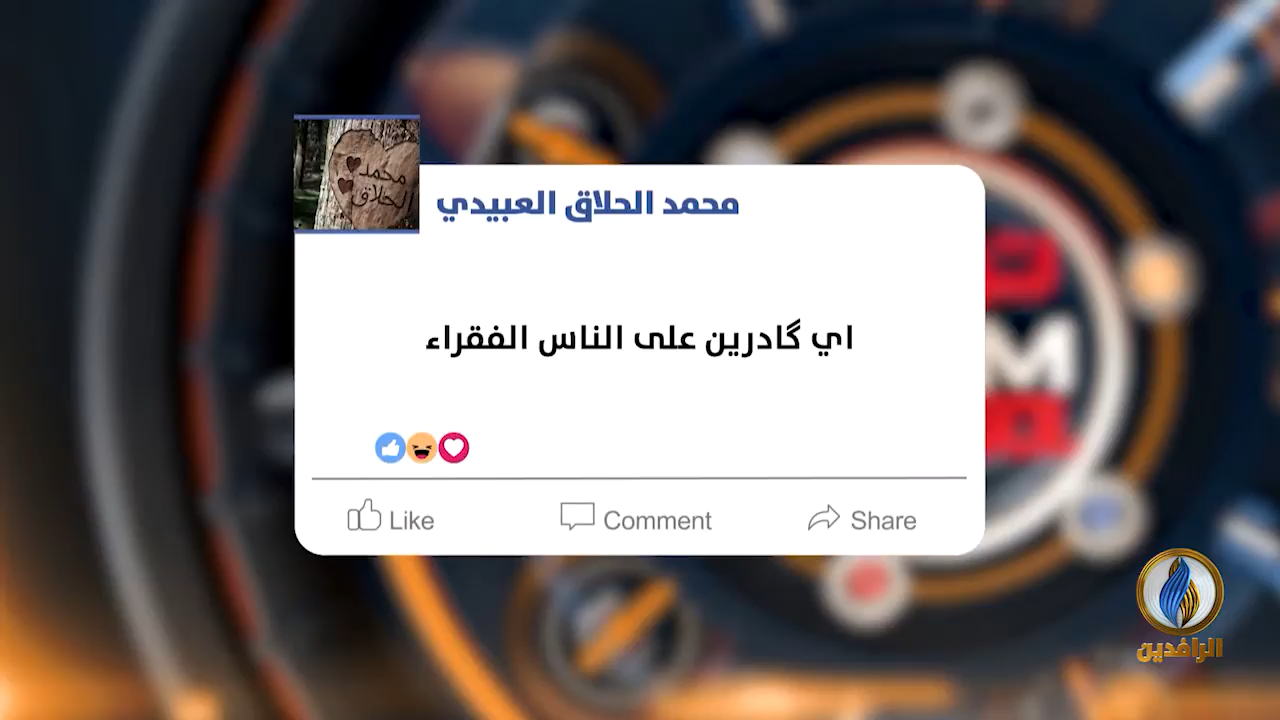 محمد
الحلاق
محمد الحلاق العبيدي
اي گادرين على الناس الفقراء
Like
Comment
Share
الرافدين